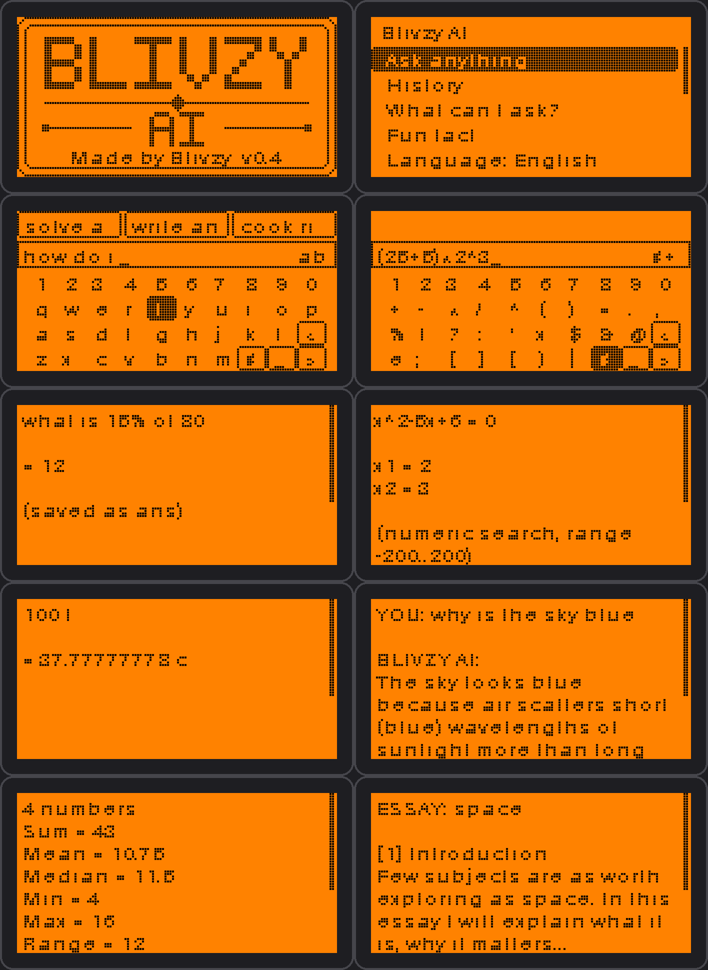 BLIVZY
AI
Made by Blivzy v0.4
Blivzy AI
Ask anything
History
What can I ask?
Fun fact
Language: English
solve a write an cook ri
how do i_ ab
1 2 3 4 5 6 7 8 9 0
q w e r t y u i o p
a s d f g h j k l <
z x c v b n m # _ >
(25+5)*2^3_ #+
1 2 3 4 5 6 7 8 9 0
+ - * / ^ ( ) = . ,
% ! ? : ' $ & @ <
; [ ] { } | # _ >
what is 15% of 80
= 12
(saved as ans)
x^2-5x+6 = 0
x1 = 2
x2 = 3
(numeric search, range
-200..200)
100 f
= 37.77777778 c
YOU: why is the sky blue
BLIVZY AI:
The sky looks blue
because air scatters short
(blue) wavelengths of
sunlight more than long
4 numbers
Sum = 43
Mean = 10.75
Median = 11.5
Min = 4
Max = 16
Range = 12
ESSAY: space
[1] Introduction
Few subjects are as worth
exploring as space. In this
essay I will explain what it
is, why it matters...